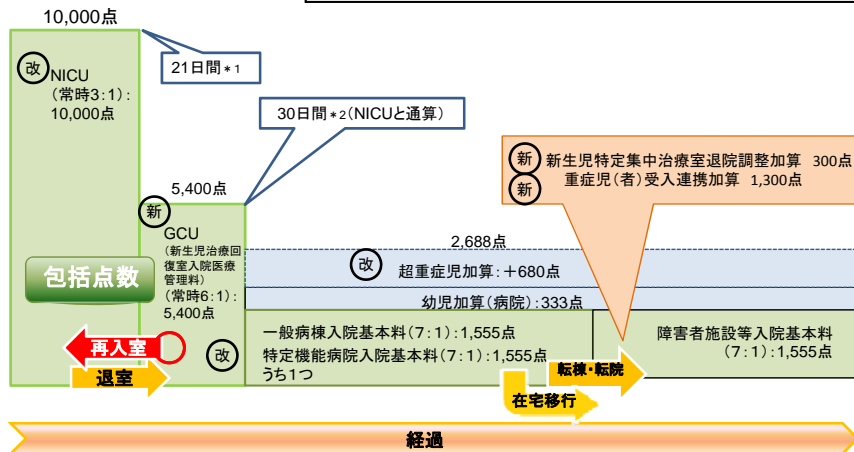 10,000点
改
NICU
(常時3:1):
10,000点
21日間*1
30日間*2(NICUと通算)
5,400点
新
GCU
(新生児治療回
復室入院医療
管理料)
(常時6:1):
5,400点
改
包括点数
再入室
退室
新 新生児特定集中治療室退院調整加算 300点
新 重症児(者)受入連携加算 1,300点
2,688点
改 超重症児加算:+680点
幼児加算(病院):333点
一般病棟入院基本料(7:1):1,555点
特定機能病院入院基本料(7:1):1,555点
うち1つ
障害者施設等入院基本料
(7:1):1,555点
転棟・転院
在宅移行
経過